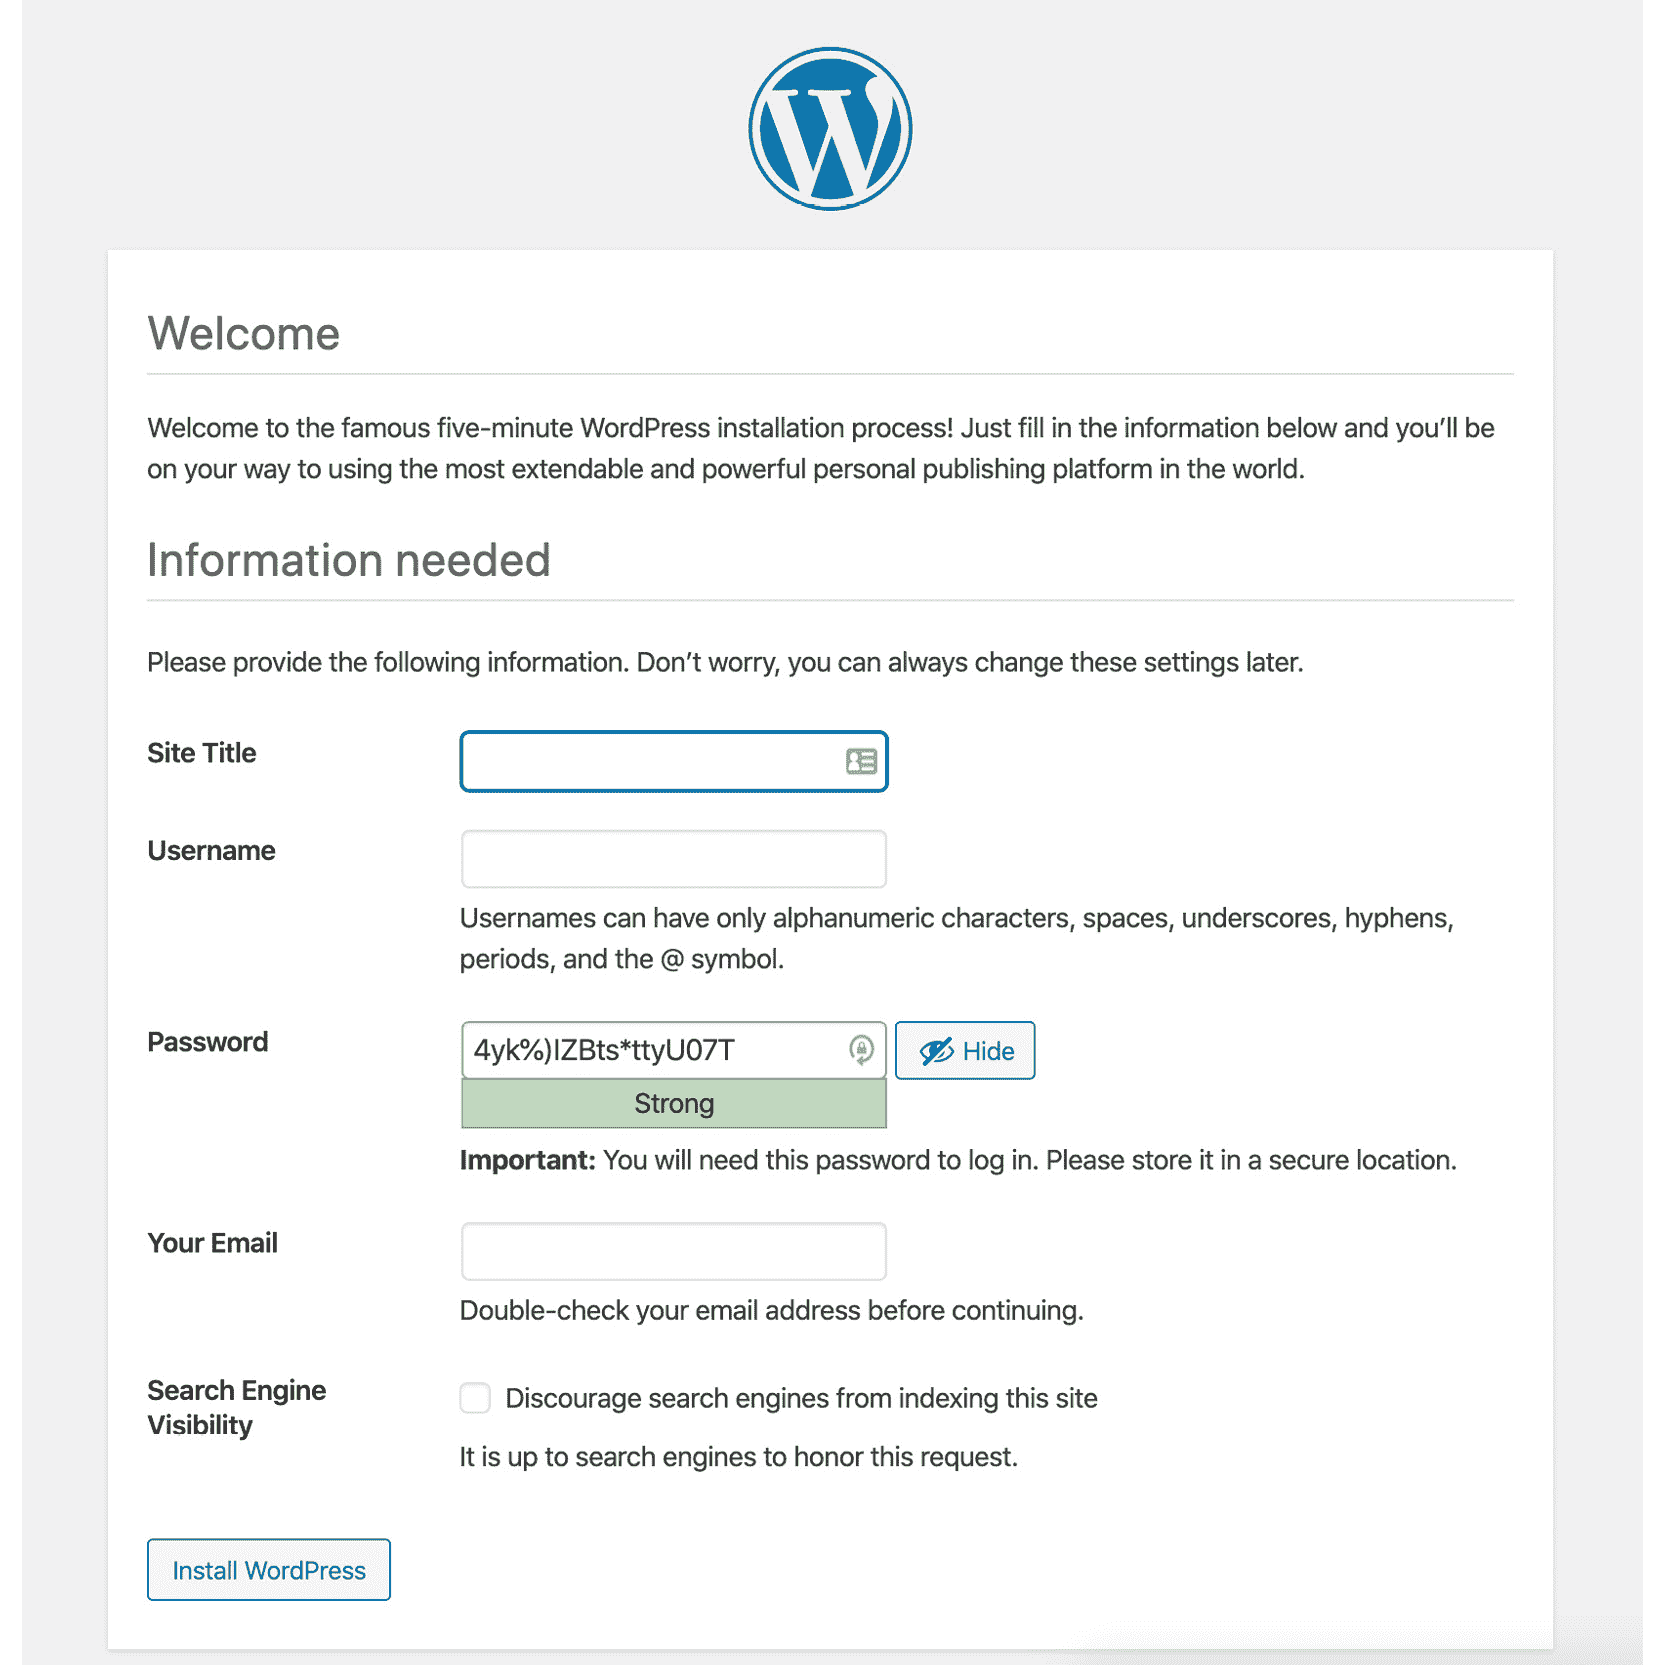 Welcome
Welcome to the famous five-minute WordPress installation process! Just fill in the information below and you’ll be
on your way to using the most extendable and powerful personal publishing platform in the world.
Information needed
Please provide the following information. Don’t worry, you can always change these settings later.
Site Title
Username
Usernames can have only alphanumeric characters, spaces, underscores, hyphens,
periods, and the @ symbol.
Password
4yk%)IZBts*ttyU07T
Hide
Strong
Important: You will need this password to log in. Please store it in a secure location.
Your Email
Double-check your email address before continuing.
Search Engine
Visibility
Discourage search engines from indexing this site
It is up to search engines to honor this request.
Install WordPress